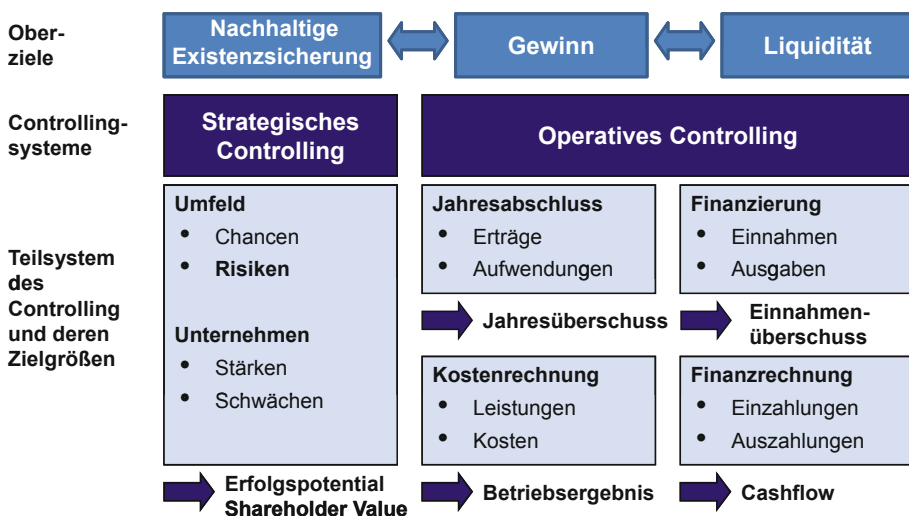 Ober-
ziele
Nachhaltige
Existenzsicherung
Gewinn
Liquidität
Controlling-
systeme
Strategisches
Controlling
Operatives Controlling
Teilsystem
des
Controlling
und deren
Zielgrößen
Umfeld
• Chancen
• Risiken
Unternehmen
• Stärken
• Schwächen
Erfolgspotential
Shareholder Value
Jahresabschluss
• Erträge
• Aufwendungen
Jahresüberschuss
Kostenrechnung
• Leistungen
• Kosten
Betriebsergebnis
Finanzierung
• Einnahmen
• Ausgaben
Einnahmen-
überschuss
Finanzrechnung
• Einzahlungen
• Auszahlungen
Cashflow